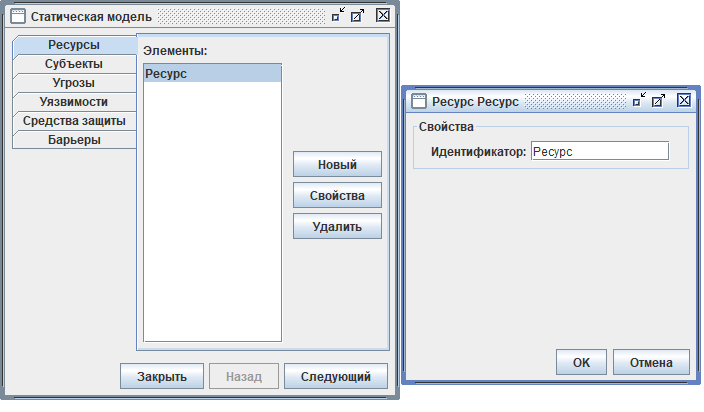 Статическая модель
Ресурсы
Субъекты
Угрозы
Уязвимости
Средства защиты
Барьеры
Элементы:
Ресурс
Новый
Свойства
Удалить
Закрыть
Назад
Следующий
Ресурс Ресурс
Свойства
Идентификатор: Ресурс
OK
Отмена